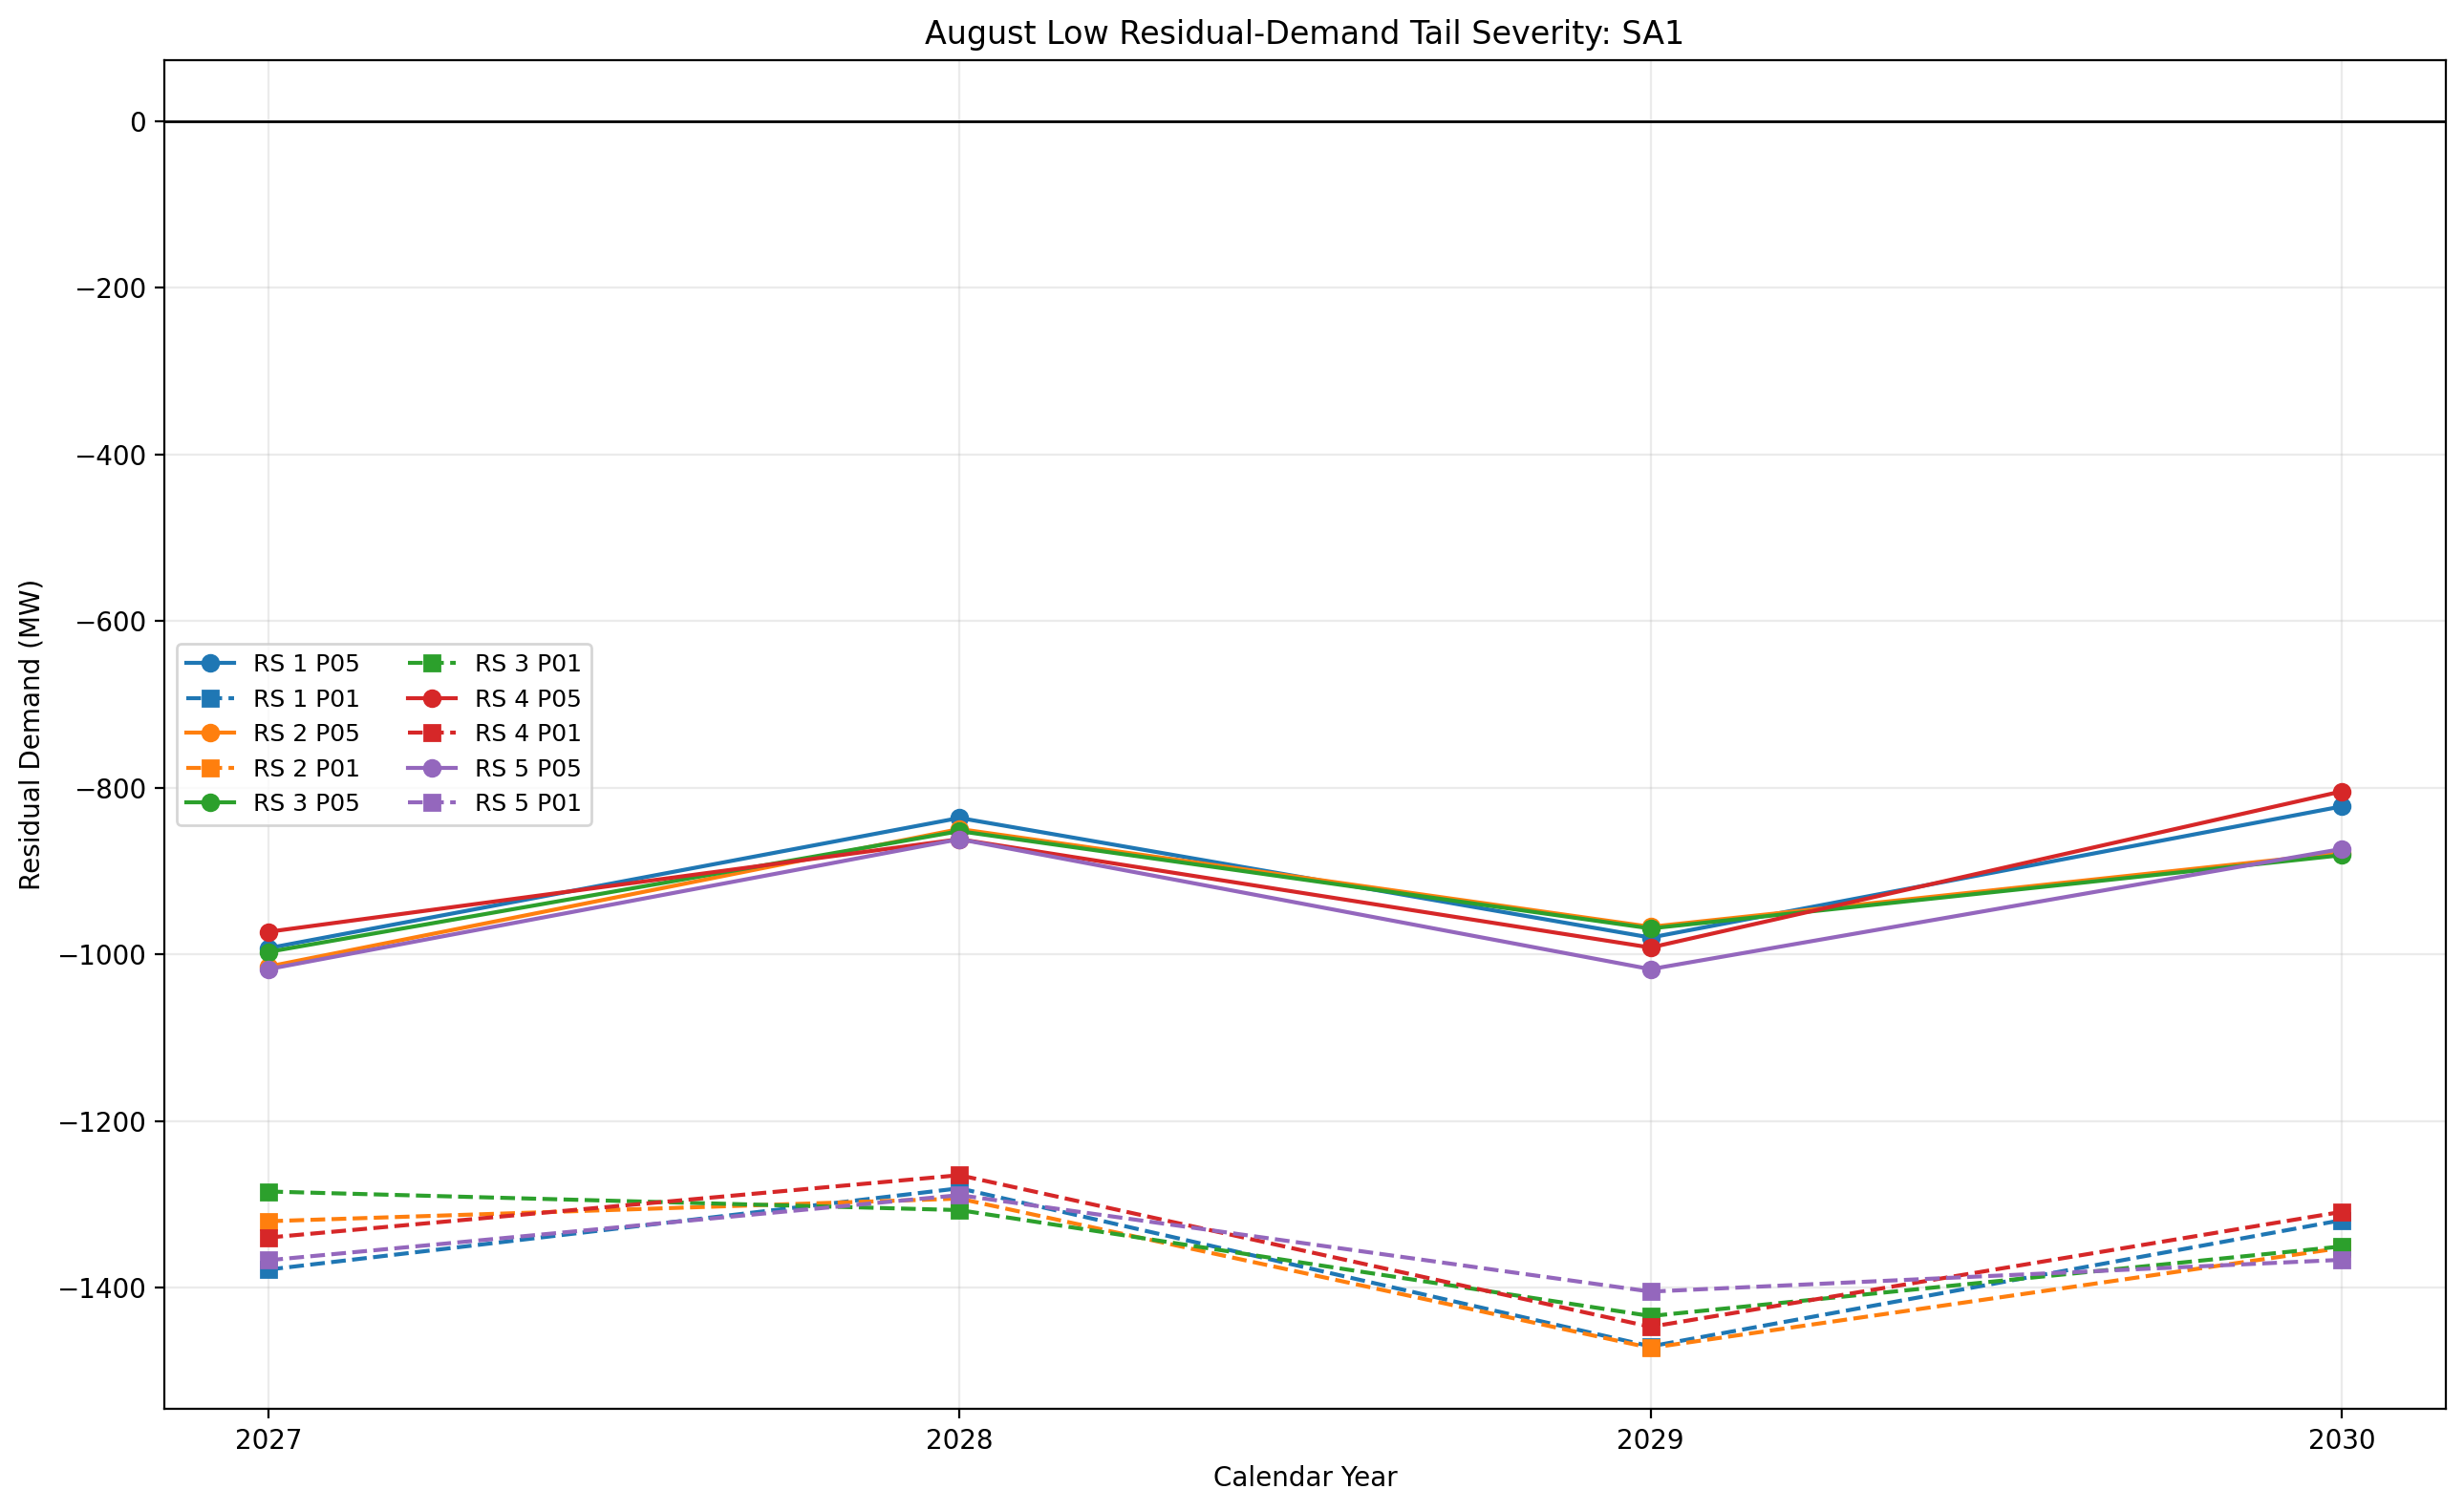 August Low Residual-Demand Tail Severity: SA1
Residual Demand (MW)
0
−200
−400
−600
−800
−1000
−1200
−1400
RS 1 P05
RS 1 P01
RS 2 P05
RS 2 P01
RS 3 P05
RS 3 P01
RS 4 P05
RS 4 P01
RS 5 P05
RS 5 P01
2027 2028 2029 2030
Calendar Year